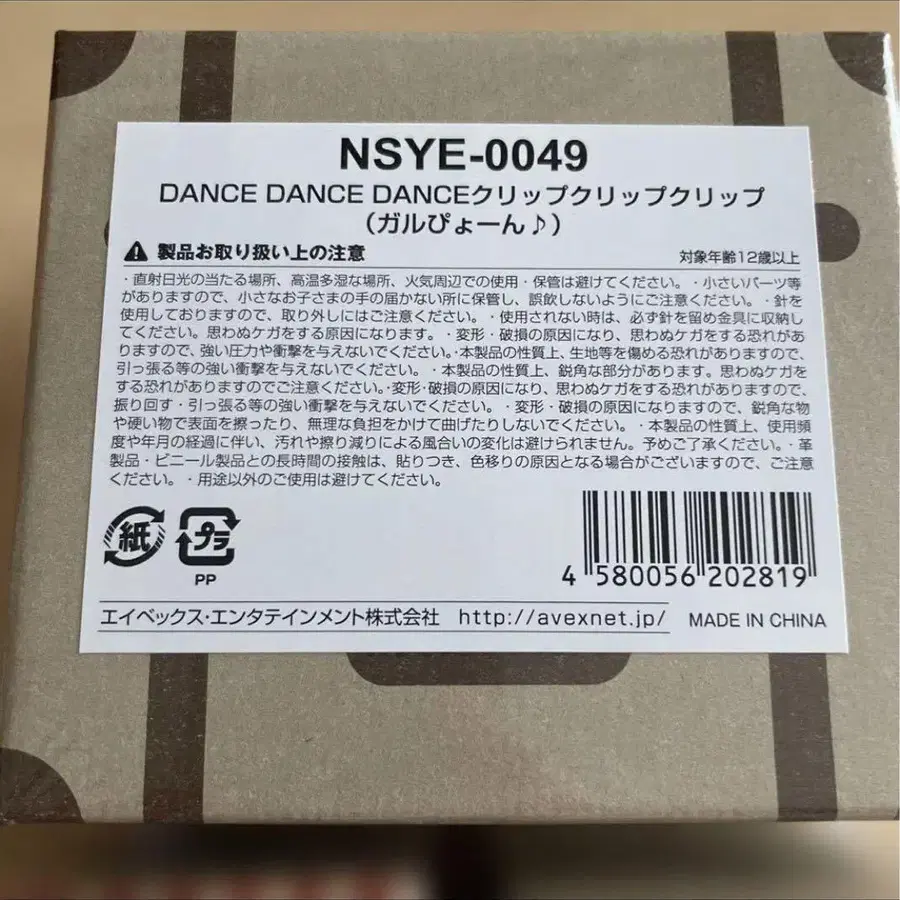 NSYE-0049
DANCE DANCE DANCEクリップクリップクリップ
(ガルぴょーん♪)
製品お取り扱い上の注意
対象年齢12歳以上
・直射日光の当たる場所、高温多湿な場所、火気周辺での使用・保管は避けてください。・小さいパーツ等
がありますので、小さなお子さまの手の届かない所に保管し、誤飲しないようにご注意ください。・針を
使用しておりますので、取り外しにはご注意ください。・使用されない時は、必ず針を留め金具に収納し
てください。思わぬケガをする原因になります。・変形・破損の原因になり、思わぬケガをする恐れがあ
りますので、強い圧力や衝撃を与えないでください。・本製品の性質上、生地等を傷める恐れがありますので、
引っ張る等の強い衝撃を与えないでください。・本製品の性質上、鋭角な部分があります。思わぬケガを
する恐れがありますのでご注意ください。・変形・破損の原因になり、思わぬケガをする恐れがありますので、
振り回す・引っ張る等の強い衝撃を与えないでください。・変形・破損の原因になりますので、鋭角な物
や硬い物で表面を擦ったり、無理な負担をかけて曲げたりしないでください。・本製品の性質上、使用頻
度や年月の経過に伴い、汚れや擦り減りによる風合いの変化は避けられません。予めご了承ください。・革
製品・ビニール製品との長時間の接触は、貼りつき、色移りの原因となる場合がございますので、ご注意
ください。・用途以外のご使用は避けてください。
紙
プラ
PP
4 580056 202819
エイベックス・エンタテインメント株式会社 http://avexnet.jp/
MADE IN CHINA